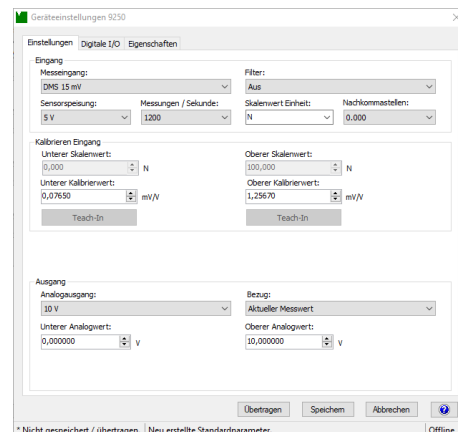 Geräteeinstellungen 9250
Einstellungen Digitale I/O Eigenschaften
Eingang
Messeingang: Filter:
DMS 15 mV Aus
Sensorspeisung: Messungen / Sekunde: Skalenwert Einheit: Nachkommastellen:
5 V 1200 N 0.000
Kalibrieren Eingang
Unterer Skalenwert: Oberer Skalenwert:
0,000 N 100,000 N
Unterer Kalibrierwert: Oberer Kalibrierwert:
0,07650 mV/V 1,25670 mV/V
Teach-In Teach-In
Ausgang
Analogausgang: Bezug:
10 V Aktueller Messwert
Unterer Analogwert: Oberer Analogwert:
0,000000 V 10,000000 V
Übertragen Speichern Abbrechen ?
* Nicht gespeichert / übertragen Neu erstellte Standardparameter Offline